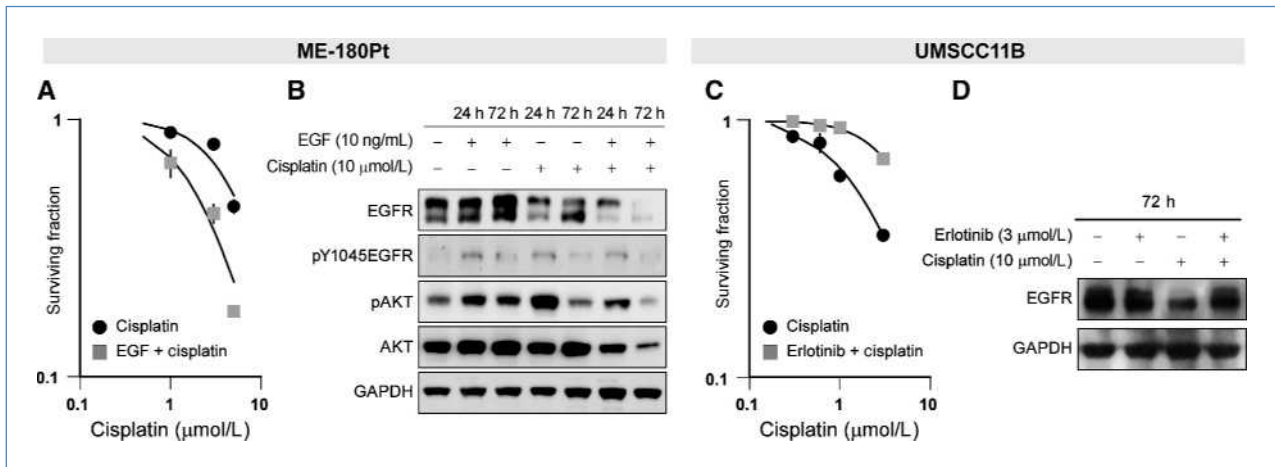 ME-180Pt
UMSCC11B
A
1
Surviving fraction
0.1
0.1 1 10
Cisplatin (μmol/L)
Cisplatin
EGF + cisplatin
B
24 h 72 h 24 h 72 h 24 h 72 h
EGF (10 ng/mL) – + + – – + +
Cisplatin (10 μmol/L) – – – + + + +
EGFR
pY1045EGFR
pAKT
AKT
GAPDH
C
1
Surviving fraction
0.1
0.1 1 10
Cisplatin (μmol/L)
Cisplatin
Erlotinib + cisplatin
D
72 h
Erlotinib (3 μmol/L) – + – +
Cisplatin (10 μmol/L) – – + +
EGFR
GAPDH